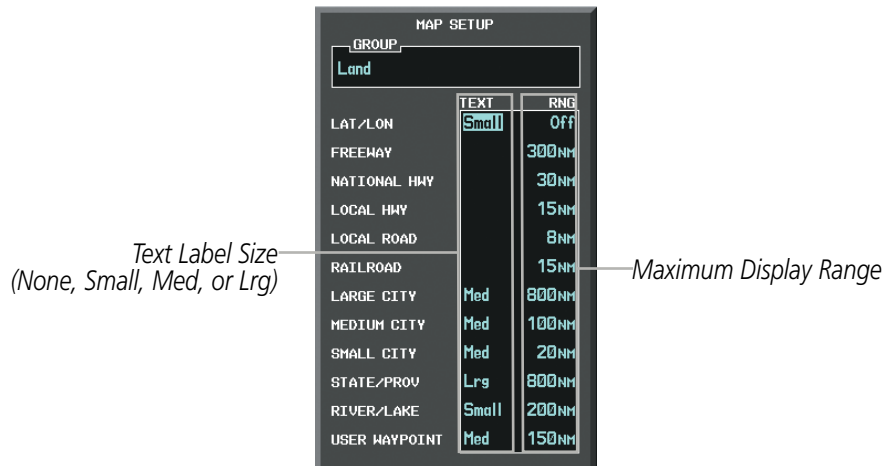 MAP SETUP
GROUP
Land
TEXT RNG
LAT/LON Small Off
FREEWAY 300NM
NATIONAL HWY 30NM
LOCAL HWY 15NM
LOCAL ROAD 8NM
RAILROAD 15NM
LARGE CITY Med 800NM
MEDIUM CITY Med 100NM
SMALL CITY Med 20NM
STATE/PROV Lrg 800NM
RIVER/LAKE Small 200NM
USER WAYPOINT Med 150NM
Text Label Size
(None, Small, Med, or Lrg)
Maximum Display Range